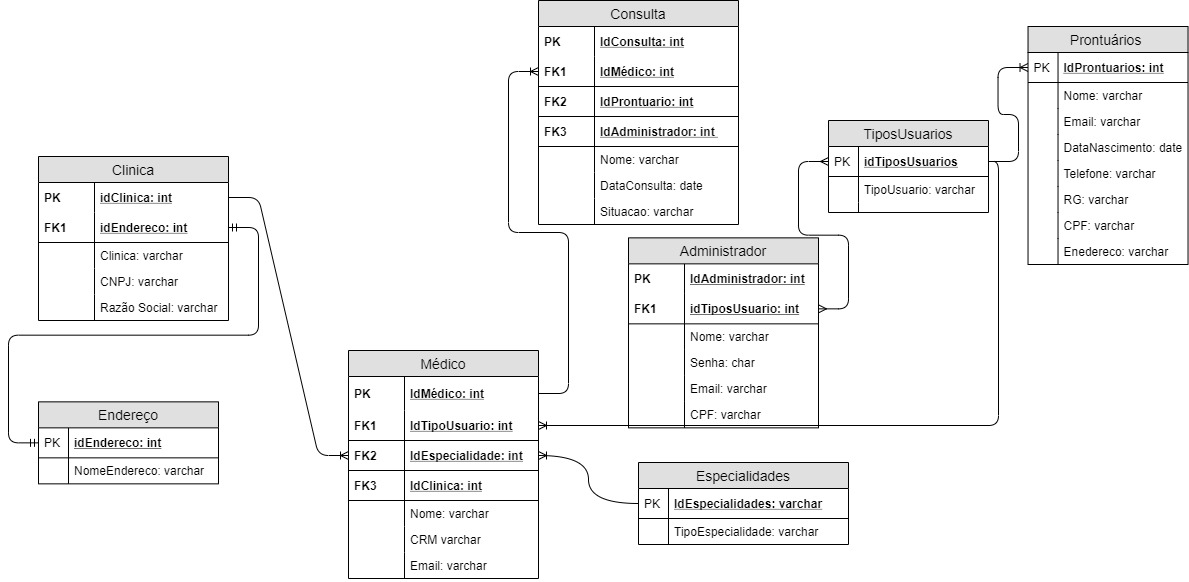 Consulta
PK IdConsulta: int
FK1 IdMédico: int
FK2 IdProntuario: int
FK3 IdAdministrador: int
Nome: varchar
DataConsulta: date
Situacao: varchar
Prontuários
PK IdProntuarios: int
Nome: varchar
Email: varchar
DataNascimento: date
Telefone: varchar
RG: varchar
CPF: varchar
Enedereco: varchar
TiposUsuarios
PK idTiposUsuarios
TipoUsuario: varchar
Clinica
PK idClinica: int
FK1 idEndereco: int
Clinica: varchar
CNPJ: varchar
Razão Social: varchar
Administrador
PK IdAdministrador: int
FK1 idTiposUsuario: int
Nome: varchar
Senha: char
Email: varchar
CPF: varchar
Médico
PK IdMédico: int
FK1 IdTipoUsuario: int
FK2 IdEspecialidade: int
FK3 IdClinica: int
Nome: varchar
CRM varchar
Email: varchar
Endereço
PK idEndereco: int
NomeEndereco: varchar
Especialidades
PK IdEspecialidades: varchar
TipoEspecialidade: varchar